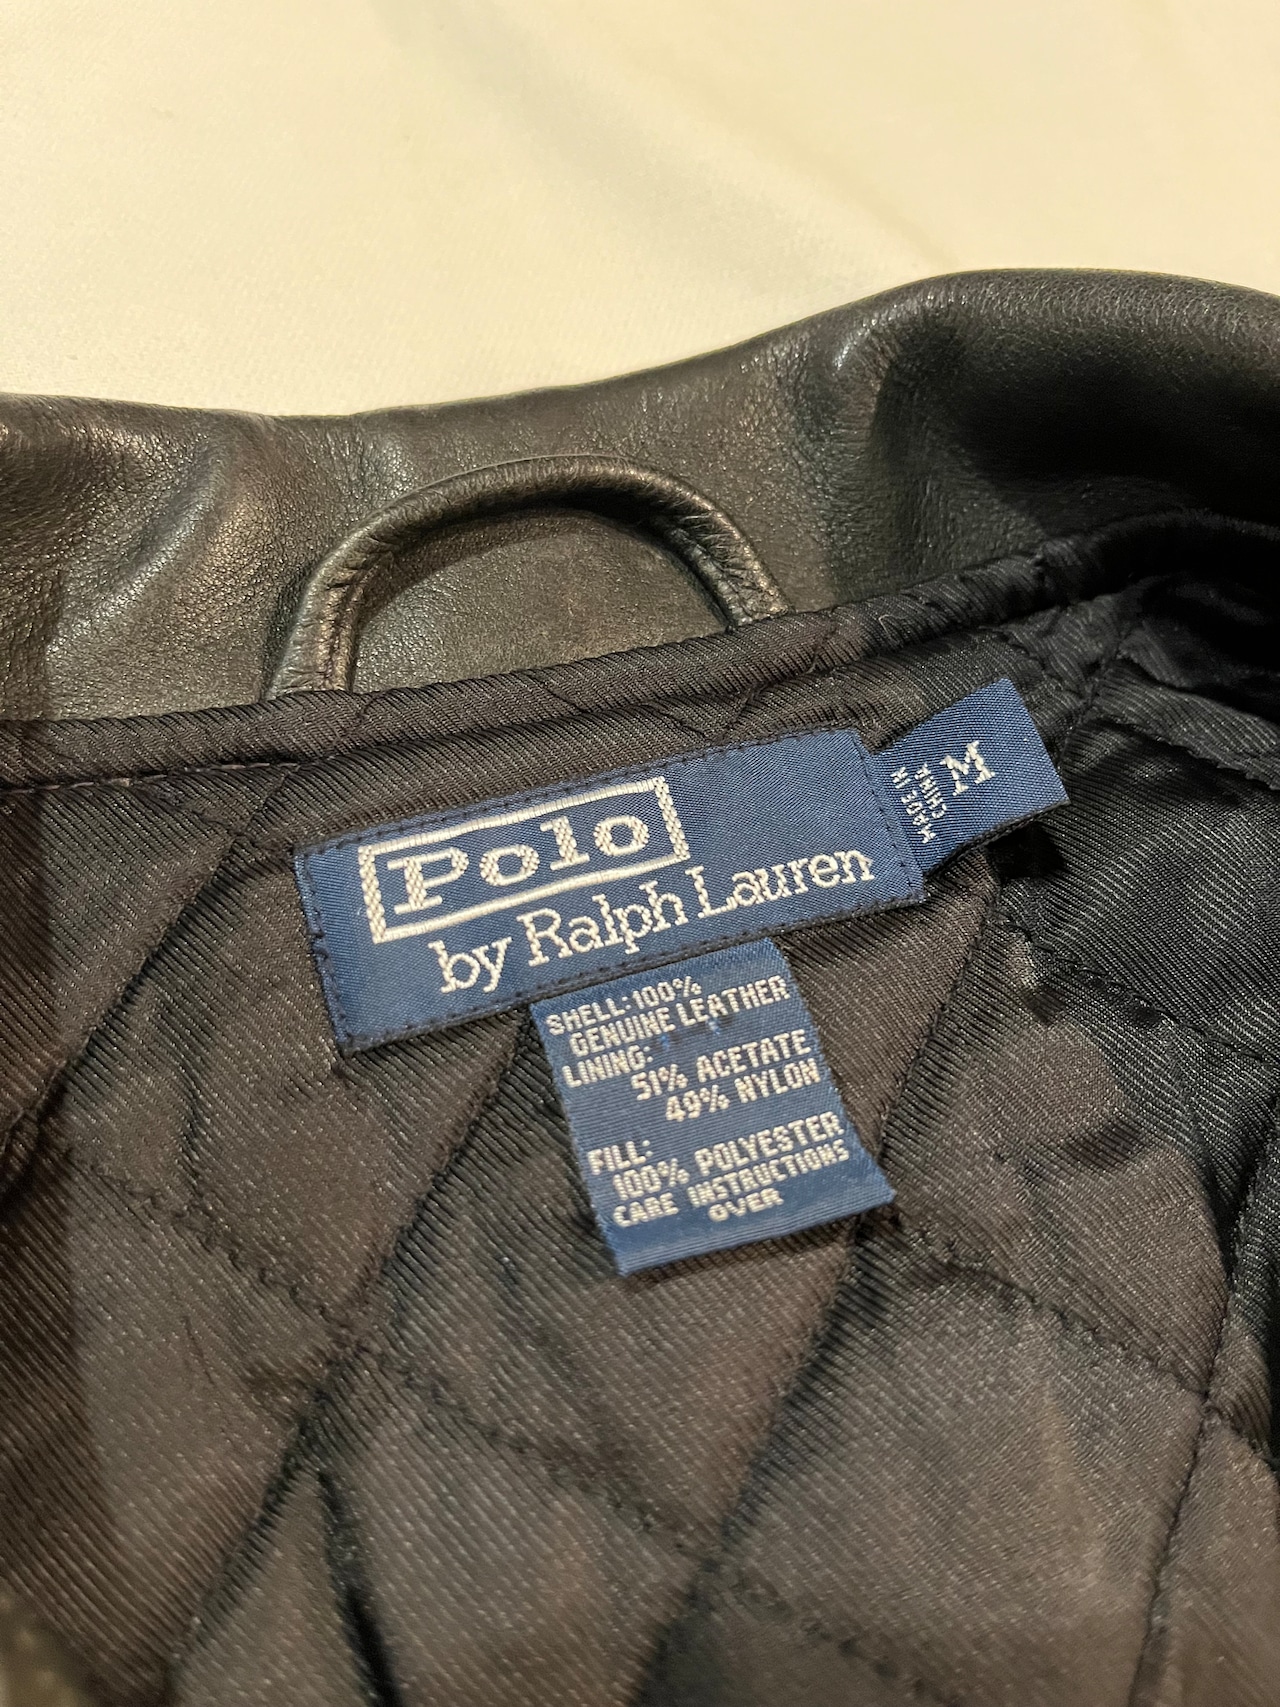 Polo
by Ralph Lauren
M
MADE IN
CHINA
SHELL: 100%
GENUINE LEATHER
LINING:
51% ACETATE
49% NYLON
FILL:
100% POLYESTER
CARE INSTRUCTIONS
OVER